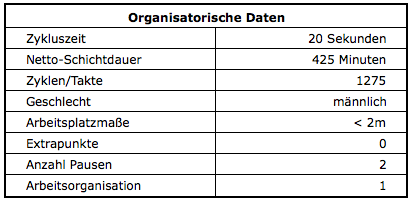 Organisatorische Daten
Zykluszeit 20 Sekunden
Netto-Schichtdauer 425 Minuten
Zyklen/Takte 1275
Geschlecht männlich
Arbeitsplatzmaße < 2m
Extrapunkte 0
Anzahl Pausen 2
Arbeitsorganisation 1